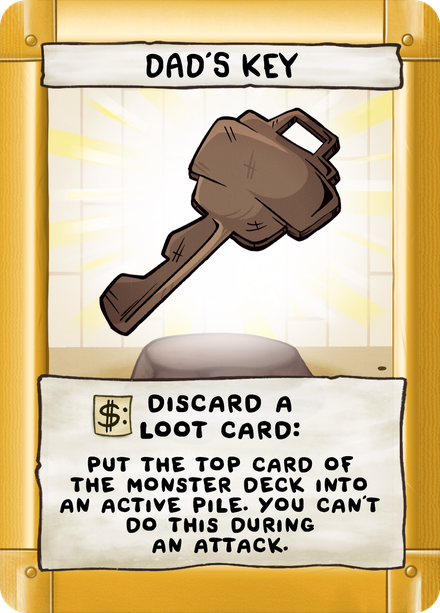 DAD'S KEY
$: DISCARD A
LOOT CARD:
PUT THE TOP CARD OF
THE MONSTER DECK INTO
AN ACTIVE PILE. YOU CAN'T
DO THIS DURING
AN ATTACK.